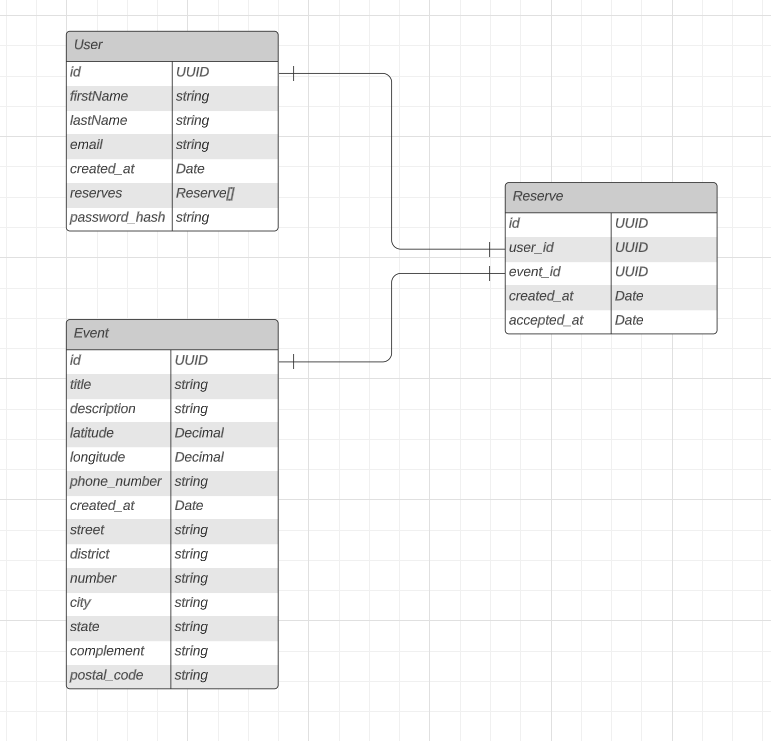 User
id UUID
firstName string
lastName string
email string
created_at Date
reserves Reserve[]
password_hash string
Reserve
id UUID
user_id UUID
event_id UUID
created_at Date
accepted_at Date
Event
id UUID
title string
description string
latitude Decimal
longitude Decimal
phone_number string
created_at Date
street string
district string
number string
city string
state string
complement string
postal_code string